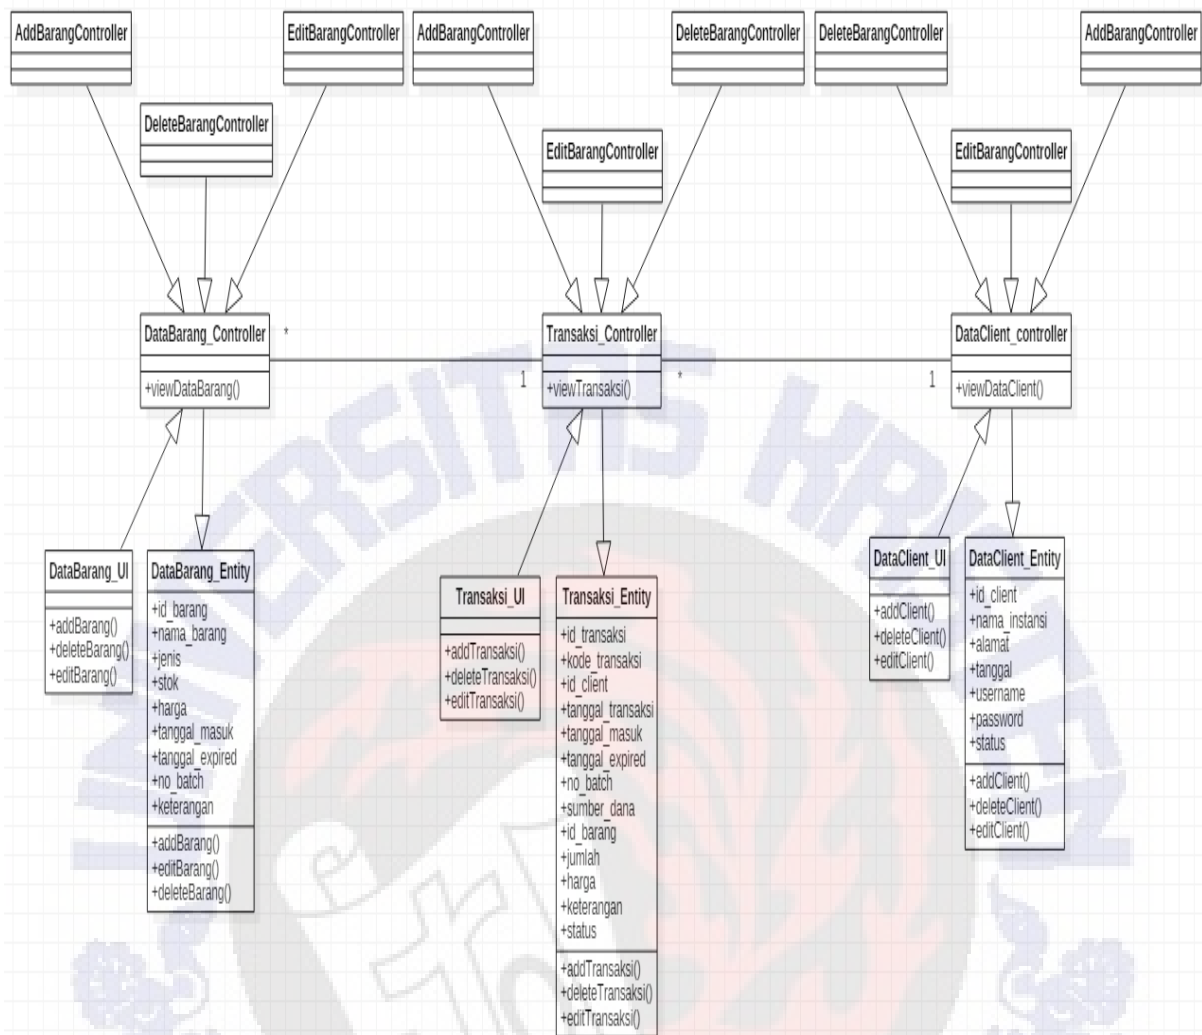 AddBarangController
EditBarangController
AddBarangController
DeleteBarangController
DeleteBarangController
AddBarangController
DeleteBarangController
EditBarangController
EditBarangController
DataBarang_Controller
+viewDataBarang()
*
1
Transaksi_Controller
+viewTransaksi()
*
1
DataClient_controller
+viewDataClient()
DataBarang_UI
+addBarang()
+deleteBarang()
+editBarang()
DataBarang_Entity
+id_barang
+nama_barang
+jenis
+stok
+harga
+tanggal_masuk
+tanggal_expired
+no_batch
+keterangan
+addBarang()
+editBarang()
+deleteBarang()
Transaksi_UI
+addTransaksi()
+deleteTransaksi()
+editTransaksi()
Transaksi_Entity
+id_transaksi
+kode_transaksi
+id_client
+tanggal_transaksi
+tanggal_masuk
+tanggal_expired
+no_batch
+sumber_dana
+id_barang
+jumlah
+harga
+keterangan
+status
+addTransaksi()
+deleteTransaksi()
+editTransaksi()
DataClient_UI
+addClient()
+deleteClient()
+editClient()
DataClient_Entity
+id_client
+nama_instansi
+alamat
+tanggal
+username
+password
+status
+addClient()
+deleteClient()
+editClient()
UNIVERSITAS KRISTEN